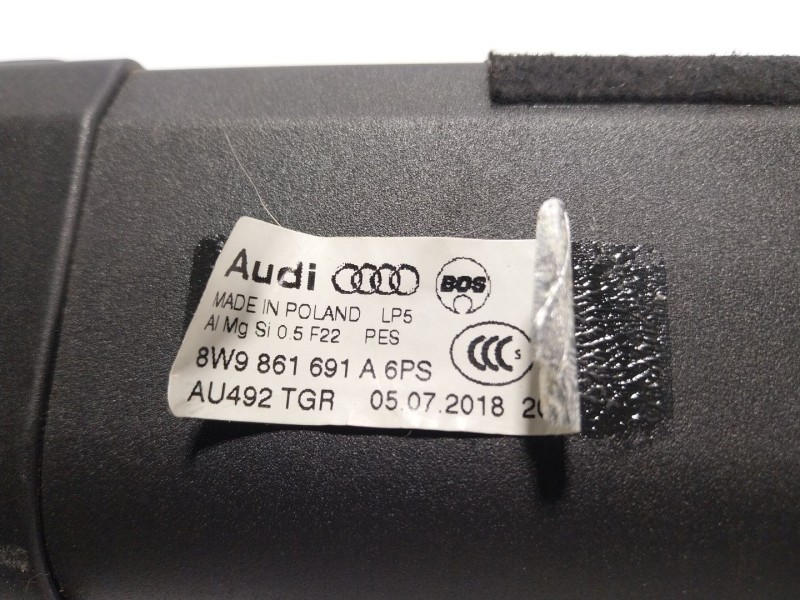 Audi BOS
MADE IN POLAND LP5
Al Mg Si 0.5 F22 PES
CCC S
8W9 861 691 A 6PS
AU492 TGR 05.07.2018